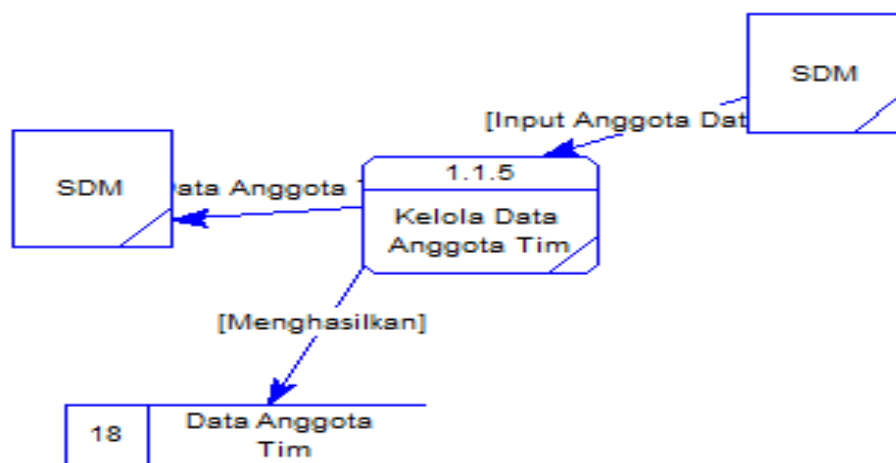 SDM
[Input Anggota Dat
SDM
ata Anggota
1.1.5
Kelola Data
Anggota Tim
[Menghasilkan]
18
Data Anggota
Tim